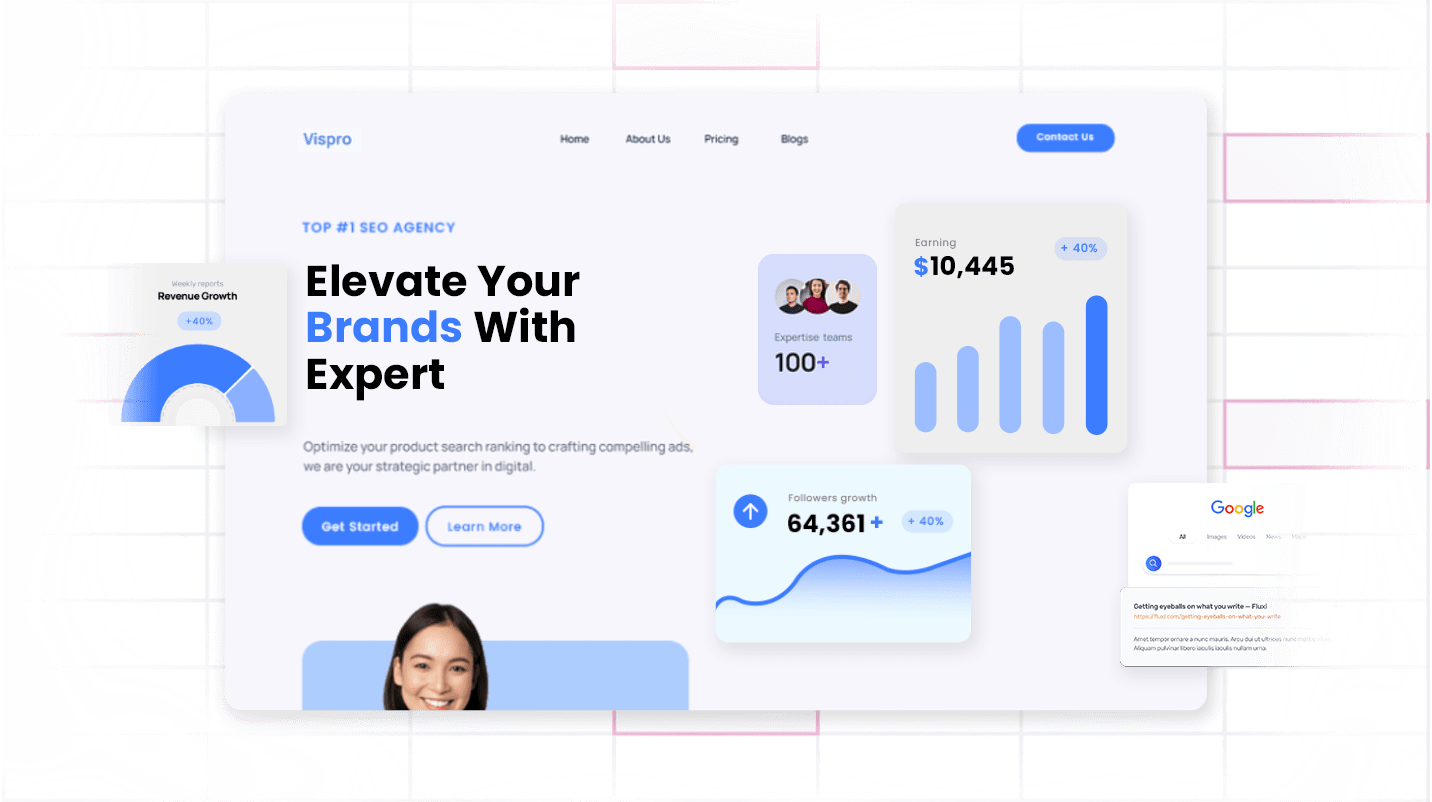 Vispro
Home
About Us
Pricing
Blogs
Contact Us
TOP #1 SEO AGENCY
Elevate Your
Brands With
Expert
Optimize your product search ranking to crafting compelling ads,
we are your strategic partner in digital.
Get Started
Learn More
Weekly reports
Revenue Growth
+40%
Expertise teams
100+
Earning
$10,445
+ 40%
Followers growth
64,361+
+ 40%
Google
All
Images
Videos
News
Maps
Getting eyeballs on what you write — Fluxi
https://fluxi.com/getting-eyeballs-on-what-you-write
Amet tempor ornare a nunc mauris. Arcu dui ut ultrices nunc mattis
Aliquam pulvinar libero iaculis iaculis nullam urna.